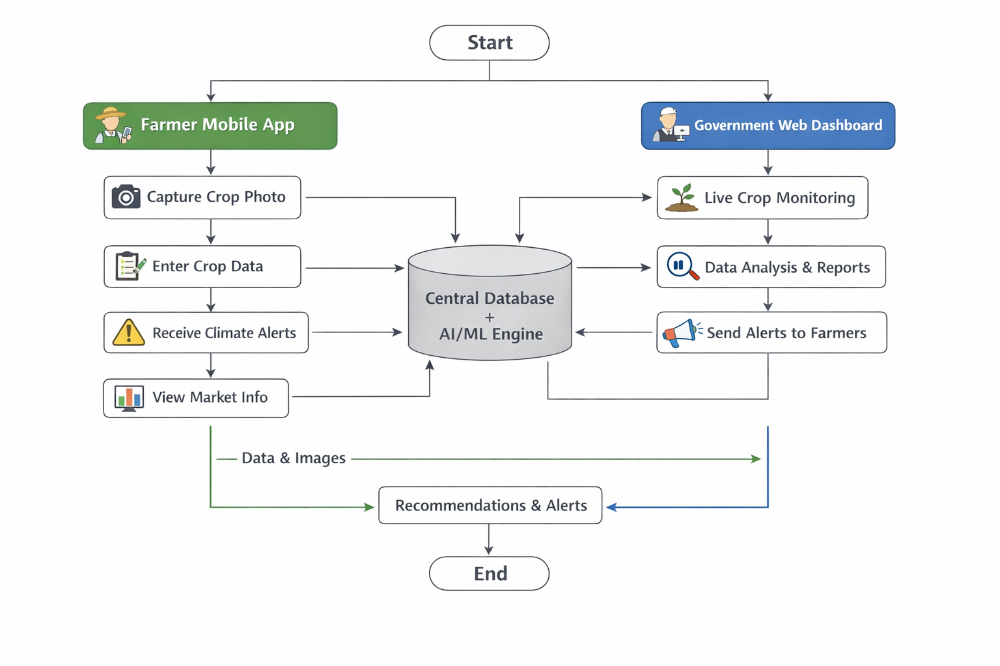 Start
Farmer Mobile App
Government Web Dashboard
Capture Crop Photo
Live Crop Monitoring
Enter Crop Data
Data Analysis & Reports
Central Database
+
AI/ML Engine
Receive Climate Alerts
Send Alerts to Farmers
View Market Info
Data & Images
Recommendations & Alerts
End